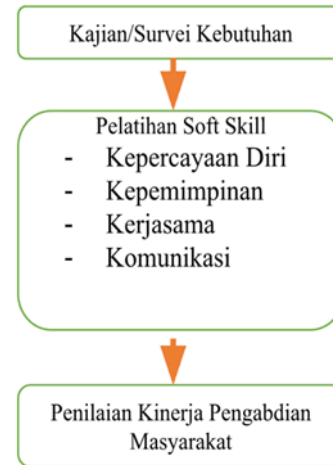 Kajian/Survei Kebutuhan
Pelatihan Soft Skill
- Kepercayaan Diri
- Kepemimpinan
- Kerjasama
- Komunikasi
Penilaian Kinerja Pengabdian
Masyarakat